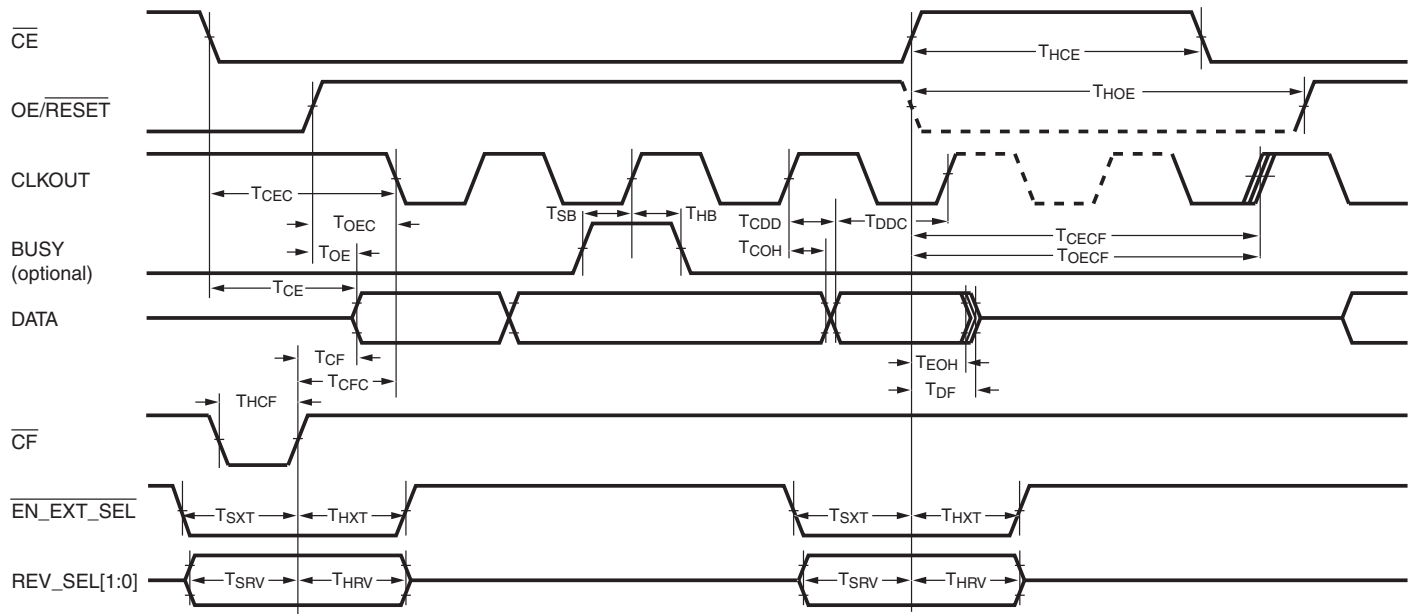 CE
THCE
THOE
OE/RESET
CLKOUT
TCEC
TSB
THB
TCDD
TDDC
TOEC
TCECF
TCOH
TOECF
BUSY
(optional)
TOE
TCE
DATA
TCF
TEOH
TCFC
TDF
THCF
CF
EN_EXT_SEL
TSXT
THXT
TSXT
THXT
REV_SEL[1:0]
TSRV
THRV
TSRV
THRV